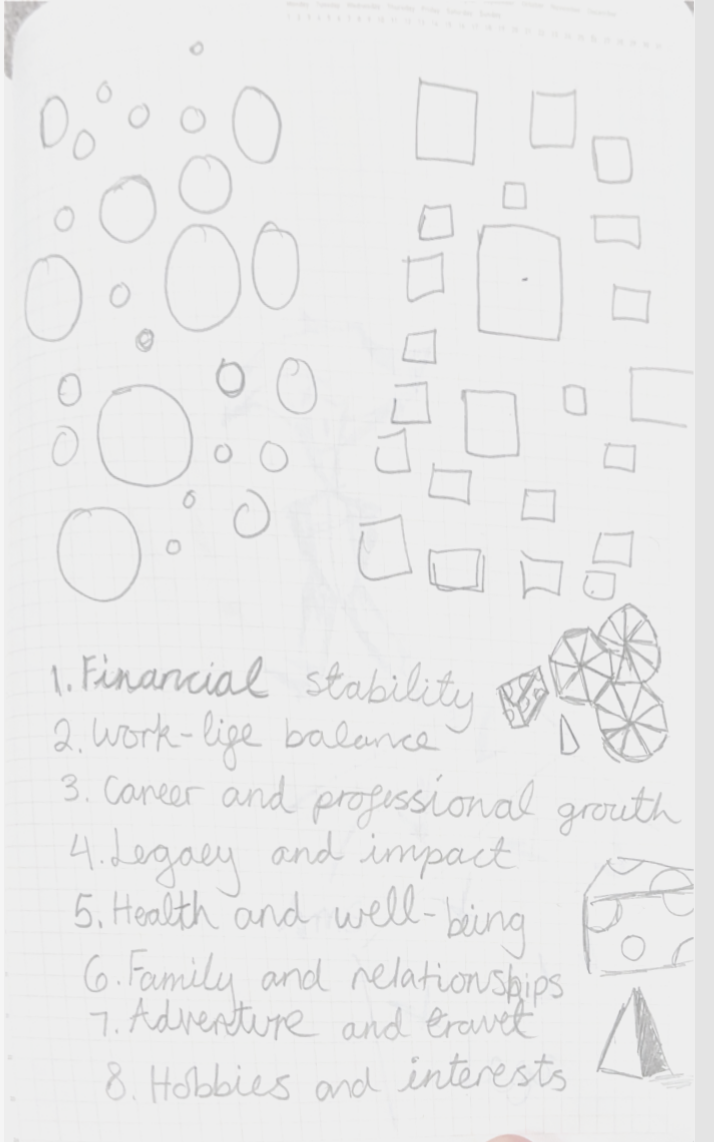 1. Financial stability
2. Work-life balance
3. Career and professional growth
4. Legacy and impact
5. Health and well-being
6. Family and relationships
7. Adventure and travel
8. Hobbies and interests